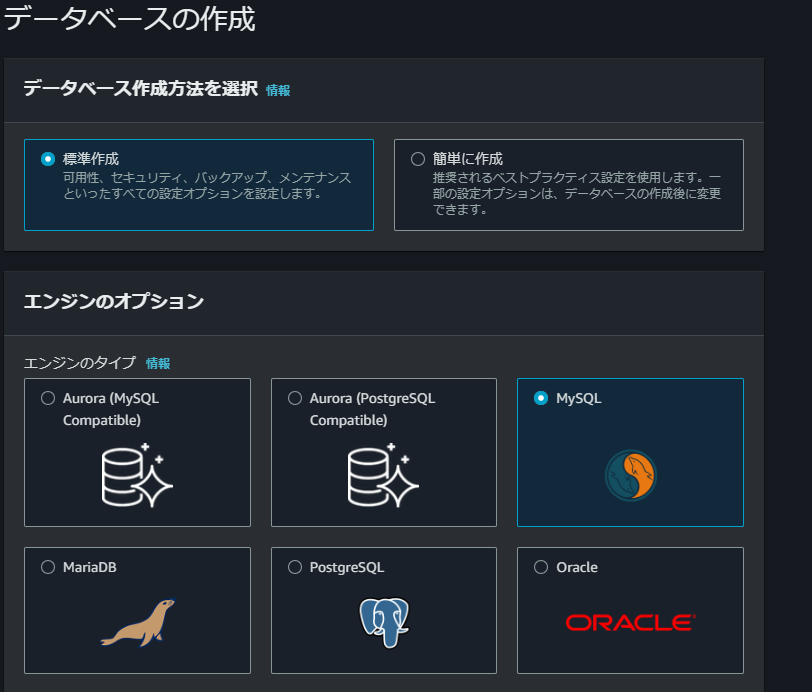 データベースの作成
データベース作成方法を選択 情報
標準作成
可用性、セキュリティ、バックアップ、メンテナンス
といったすべての設定オプションを設定します。
簡単に作成
推奨されるベストプラクティス設定を使用します。一
部の設定オプションは、データベースの作成後に変更
できます。
エンジンのオプション
エンジンのタイプ 情報
Aurora (MySQL
Compatible)
Aurora (PostgreSQL
Compatible)
MySQL
MariaDB
PostgreSQL
Oracle
ORACLE